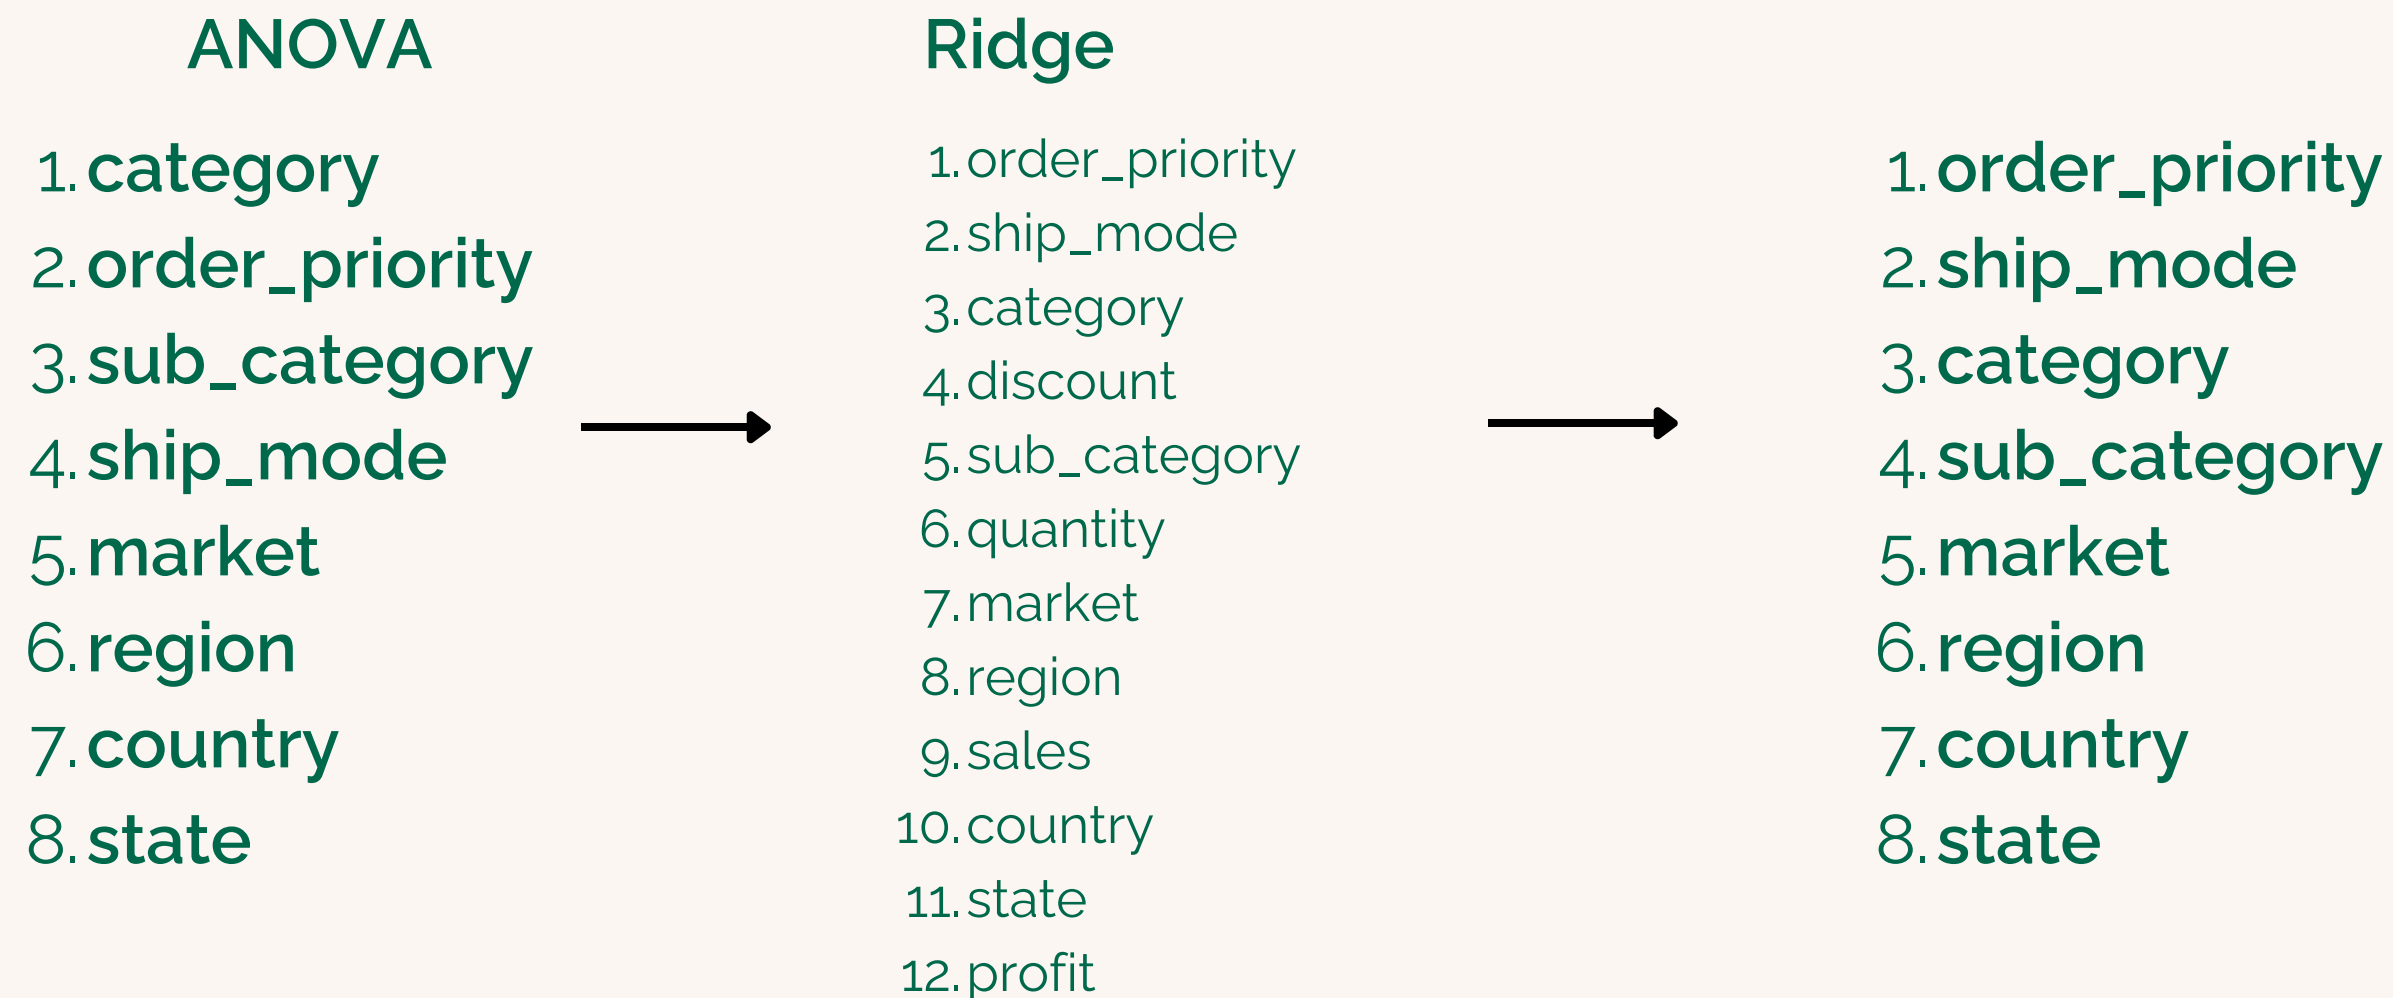 ANOVA
1. category
2. order_priority
3. sub_category
4. ship_mode
5. market
6. region
7. country
8. state
Ridge
1. order_priority
2. ship_mode
3. category
4. discount
5. sub_category
6. quantity
7. market
8. region
9. sales
10. country
11. state
12. profit
1. order_priority
2. ship_mode
3. category
4. sub_category
5. market
6. region
7. country
8. state